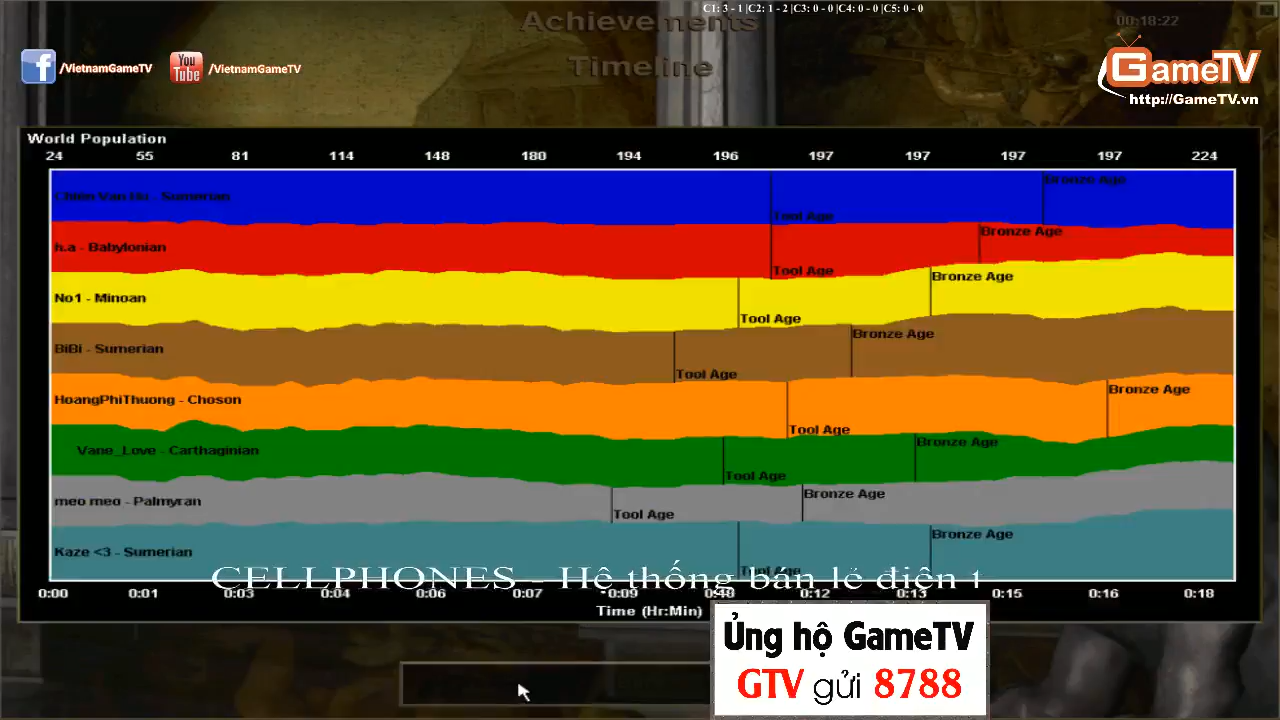 C1: 3 - 1 |C2: 1 - 2 |C3: 0 - 0 |C4: 0 - 0 |C5: 0 - 0
Achievements
00:18:22
Timeline
/VietnamGameTV
You Tube
/VietnamGameTV
GameTV
http://GameTV.vn
World Population
24 55 81 114 148 180 194 196 197 197 197 197 224
Bronze Age
Sumerian
Tool Age
Bronze Age
h.a - Babylonian
Tool Age
Bronze Age
No1 - Minoan
Tool Age
Bronze Age
BiBi - Sumerian
Tool Age
Bronze Age
HoangPhiThuong - Choson
Tool Age
Bronze Age
Vane_Love - Carthaginian
Tool Age
Bronze Age
meo meo - Palmyran
Tool Age
Bronze Age
Kaze <3 - Sumerian
Tool Age
CELLPHONES - Hệ thống bán lẻ điện t
0:00 0:01 0:03 0:04 0:06 0:07 0:09 0:12 0:13 0:15 0:16 0:18
Time (Hr:Min)
Ủng hộ GameTV
GTV gửi 8788